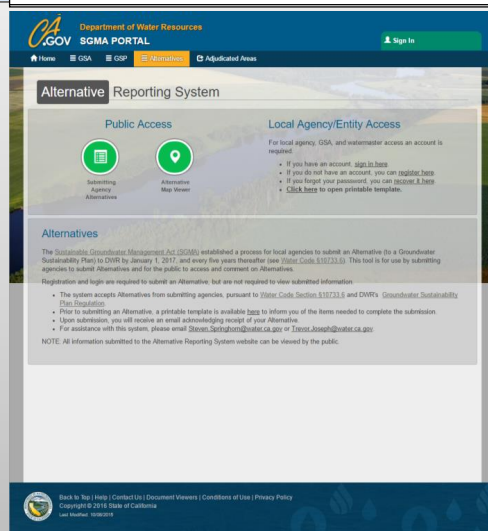 CA.GOV
Department of Water Resources
SGMA PORTAL
Sign In
Home GSA GSP Alternatives Adjudicated Areas
Alternative Reporting System
Public Access
Submitting
Agency
Alternatives
Alternative
Map Viewer
Local Agency/Entity Access
For local agency, GSA, and watermaster access an account is
required.
• If you have an account, sign in here.
• If you do not have an account, you can register here.
• If you forgot your password, you can recover it here
• Click here to open printable template.
Alternatives
The Sustainable Groundwater Management Act (SGMA) established a process for local agencies to submit an Alternative (to a Groundwater
Sustainability Plan) to DWR by January 1, 2017, and every five years thereafter (see Water Code §10733.6). This tool is for use by submitting
agencies to submit Alternatives and for the public to access and comment on Alternatives.
Registration and login are required to submit an Alternative, but are not required to view submitted information.
• The system accepts Alternatives from submitting agencies, pursuant to Water Code Section §10733.6 and DWR's Groundwater Sustainability
Plan Regulation.
• Prior to submitting an Alternative, a printable template is available here to inform you of the items needed to complete the submission.
• Upon submission, you will receive an email acknowledging receipt of your Alternative.
• For assistance with this system, please email Steven.Springhorn@water.ca.gov or Trevor.Joseph@water.ca.gov.
NOTE: All information submitted to the Alternative Reporting System website can be viewed by the public.
Back to Top | Help | Contact Us | Document Viewers | Conditions of Use | Privacy Policy
Copyright © 2016 State of California